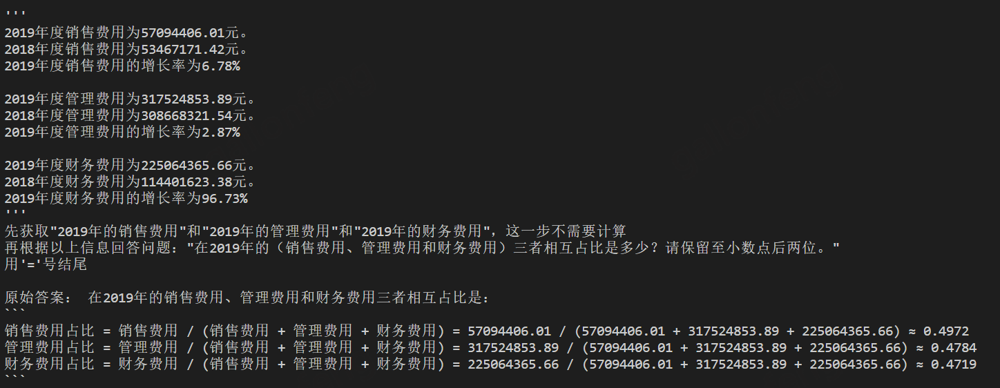 '''
2019年度销售费用为57094406.01元。
2018年度销售费用为53467171.42元。
2019年度销售费用的增长率为6.78%
2019年度管理费用为317524853.89元。
2018年度管理费用为308668321.54元。
2019年度管理费用的增长率为2.87%
2019年度财务费用为225064365.66元。
2018年度财务费用为114401623.38元。
2019年度财务费用的增长率为96.73%
'''
先获取"2019年的销售费用"和"2019年的管理费用"和"2019年的财务费用"，这一步不需要计算
再根据以上信息回答问题："在2019年的（销售费用、管理费用和财务费用）三者相互占比是多少？请保留至小数点后两位。"
用'='号结尾
原始答案： 在2019年的销售费用、管理费用和财务费用三者相互占比是：
```
销售费用占比 = 销售费用 / (销售费用 + 管理费用 + 财务费用) = 57094406.01 / (57094406.01 + 317524853.89 + 225064365.66) ≈ 0.4972
管理费用占比 = 管理费用 / (销售费用 + 管理费用 + 财务费用) = 317524853.89 / (57094406.01 + 317524853.89 + 225064365.66) ≈ 0.4784
财务费用占比 = 财务费用 / (销售费用 + 管理费用 + 财务费用) = 225064365.66 / (57094406.01 + 317524853.89 + 225064365.66) ≈ 0.4719
```